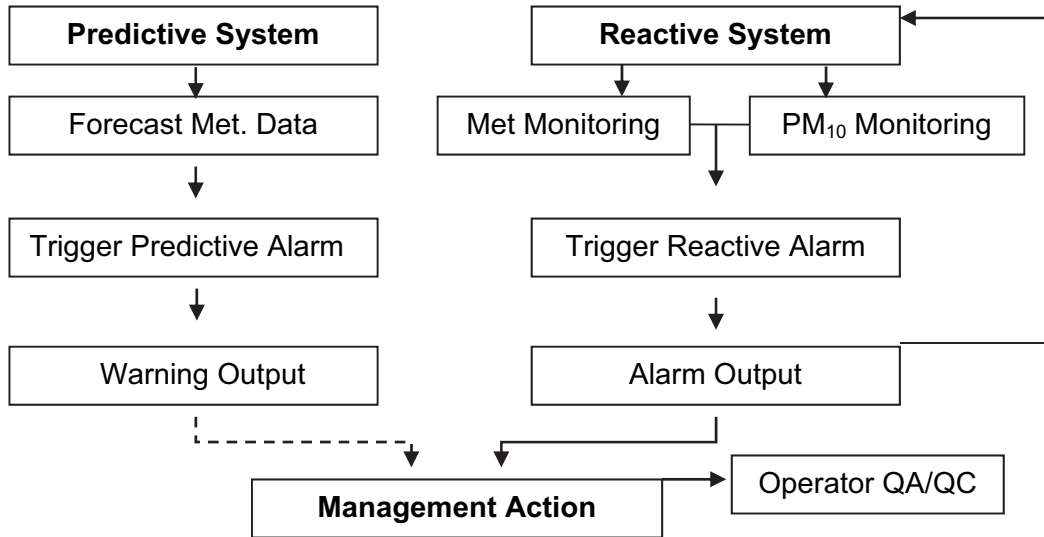 Predictive System
Reactive System
Forecast Met. Data
Met Monitoring
PM₁₀ Monitoring
Trigger Predictive Alarm
Trigger Reactive Alarm
Warning Output
Alarm Output
Management Action
Operator QA/QC